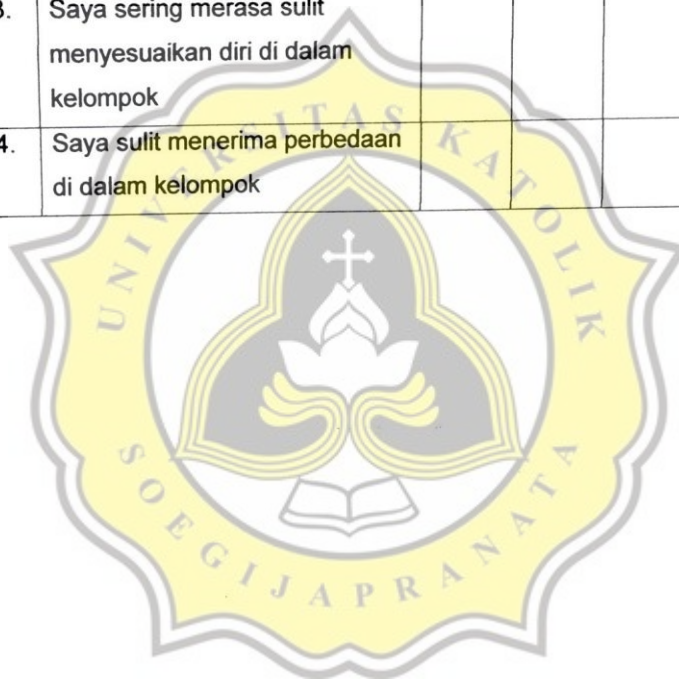 3. Saya sering merasa sulit
menyesuaikan diri di dalam
kelompok
4. Saya sulit menerima perbedaan
di dalam kelompok
UNIVERSITAS KATOLIK
SOEGIJAPRANATA